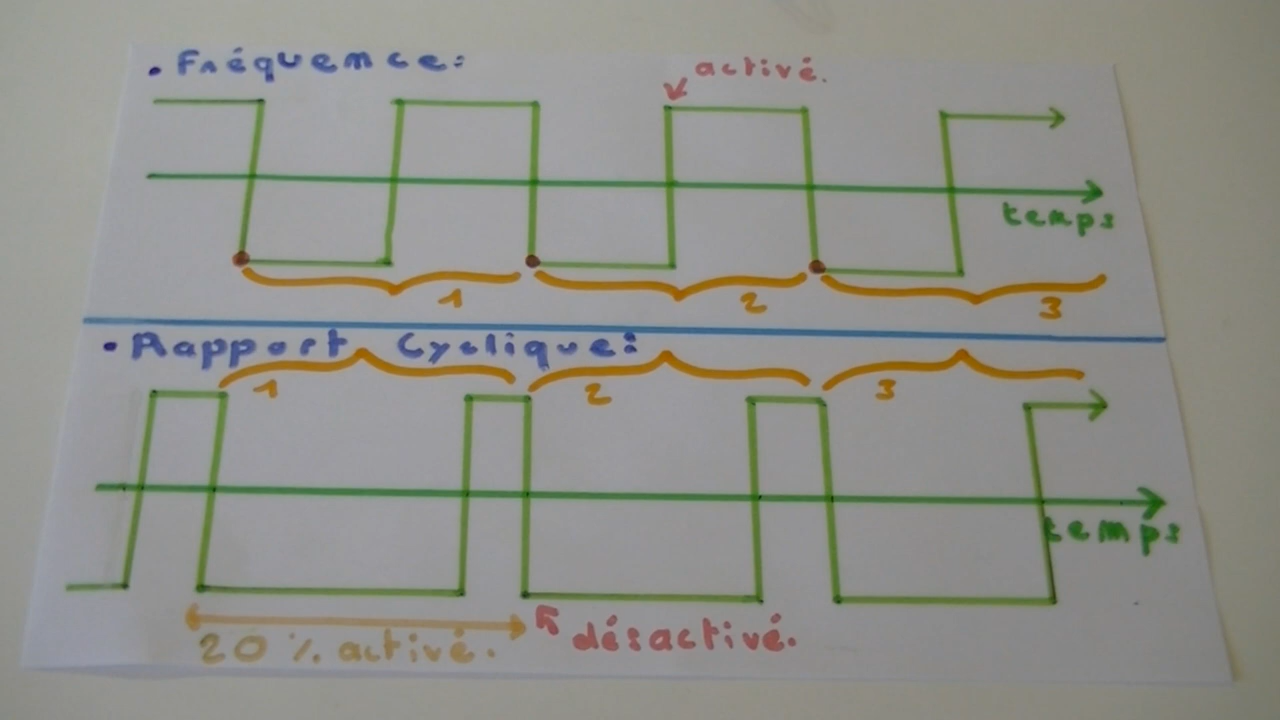 • Fréquence:
activé.
temps
1
2
3
• Rapport Cyclique:
1
2
3
temps
20 % activé.
désactivé.